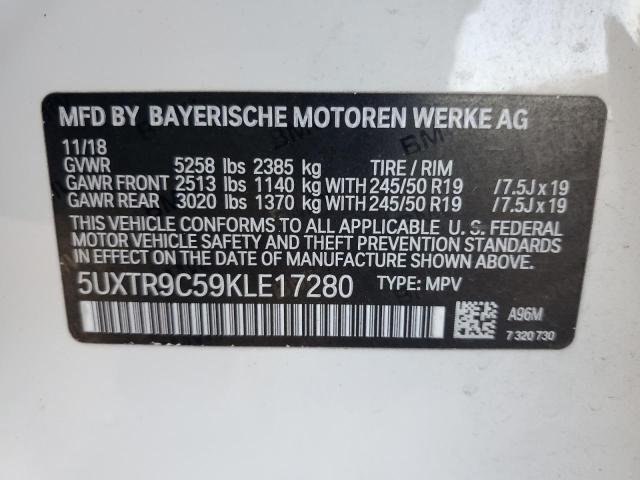 MFD BY BAYERISCHE MOTOREN WERKE AG
11/18
GVWR 5258 lbs 2385 kg TIRE / RIM
GAWR FRONT 2513 lbs 1140 kg WITH 245/50 R19 /7.5J x 19
GAWR REAR 3020 lbs 1370 kg WITH 245/50 R19 /7.5J x 19
THIS VEHICLE CONFORMS TO ALL APPLICABLE U. S. FEDERAL
MOTOR VEHICLE SAFETY AND THEFT PREVENTION STANDARDS
IN EFFECT ON THE DATE OF MANUFACTURE SHOWN ABOVE.
5UXTR9C59KLE17280 TYPE: MPV
A96M
7 320 730